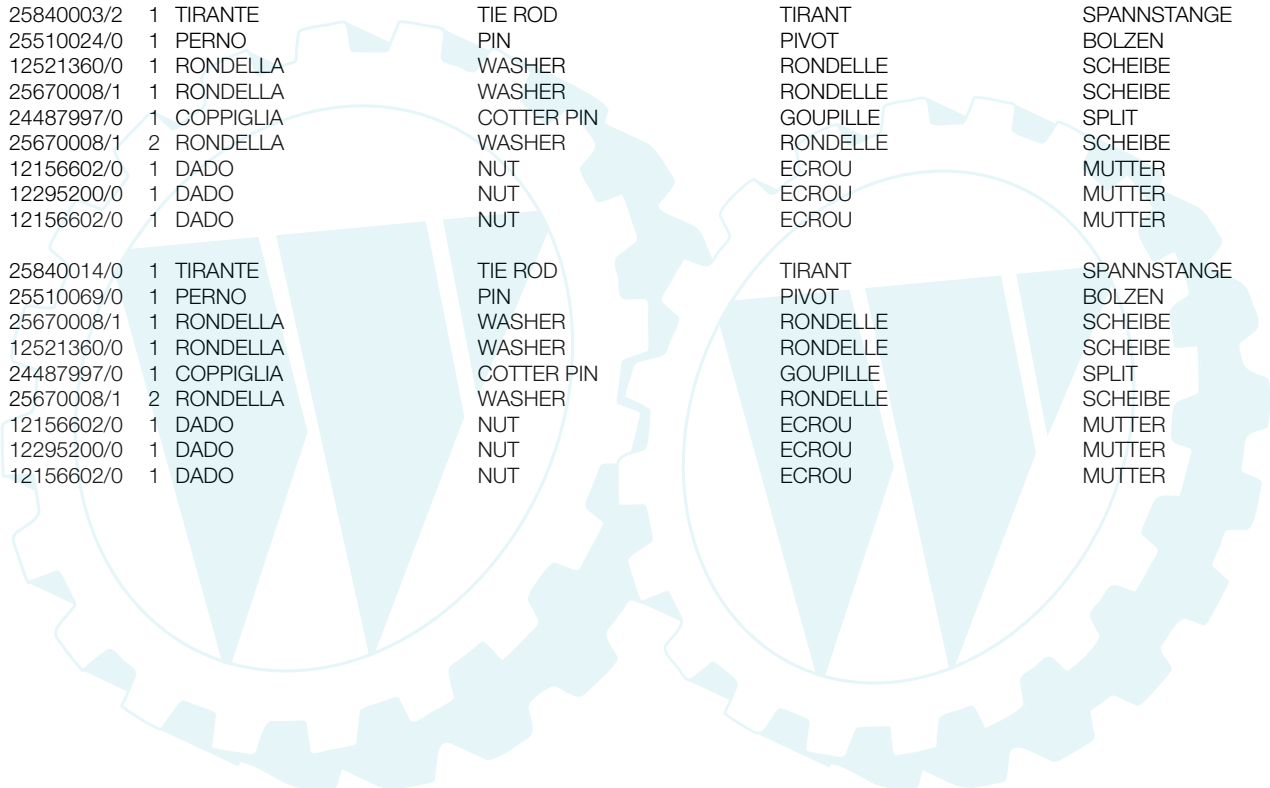 25840003/2 1 TIRANTE TIE ROD TIRANT SPANNSTANGE
25510024/0 1 PERNO PIN PIVOT BOLZEN
12521360/0 1 RONDELLA WASHER RONDELLE SCHEIBE
25670008/1 1 RONDELLA WASHER RONDELLE SCHEIBE
24487997/0 1 COPPIGLIA COTTER PIN GOUPILLE SPLIT
25670008/1 2 RONDELLA WASHER RONDELLE SCHEIBE
12156602/0 1 DADO NUT ECROU MUTTER
12295200/0 1 DADO NUT ECROU MUTTER
12156602/0 1 DADO NUT ECROU MUTTER
25840014/0 1 TIRANTE TIE ROD TIRANT SPANNSTANGE
25510069/0 1 PERNO PIN PIVOT BOLZEN
25670008/1 1 RONDELLA WASHER RONDELLE SCHEIBE
12521360/0 1 RONDELLA WASHER RONDELLE SCHEIBE
24487997/0 1 COPPIGLIA COTTER PIN GOUPILLE SPLIT
25670008/1 2 RONDELLA WASHER RONDELLE SCHEIBE
12156602/0 1 DADO NUT ECROU MUTTER
12295200/0 1 DADO NUT ECROU MUTTER
12156602/0 1 DADO NUT ECROU MUTTER